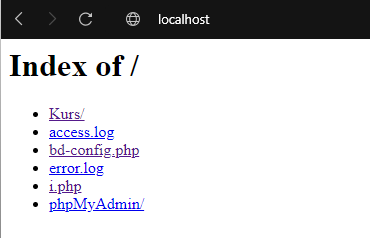 localhost
Index of /
Kurs/
access.log
bd-config.php
error.log
i.php
phpMyAdmin/